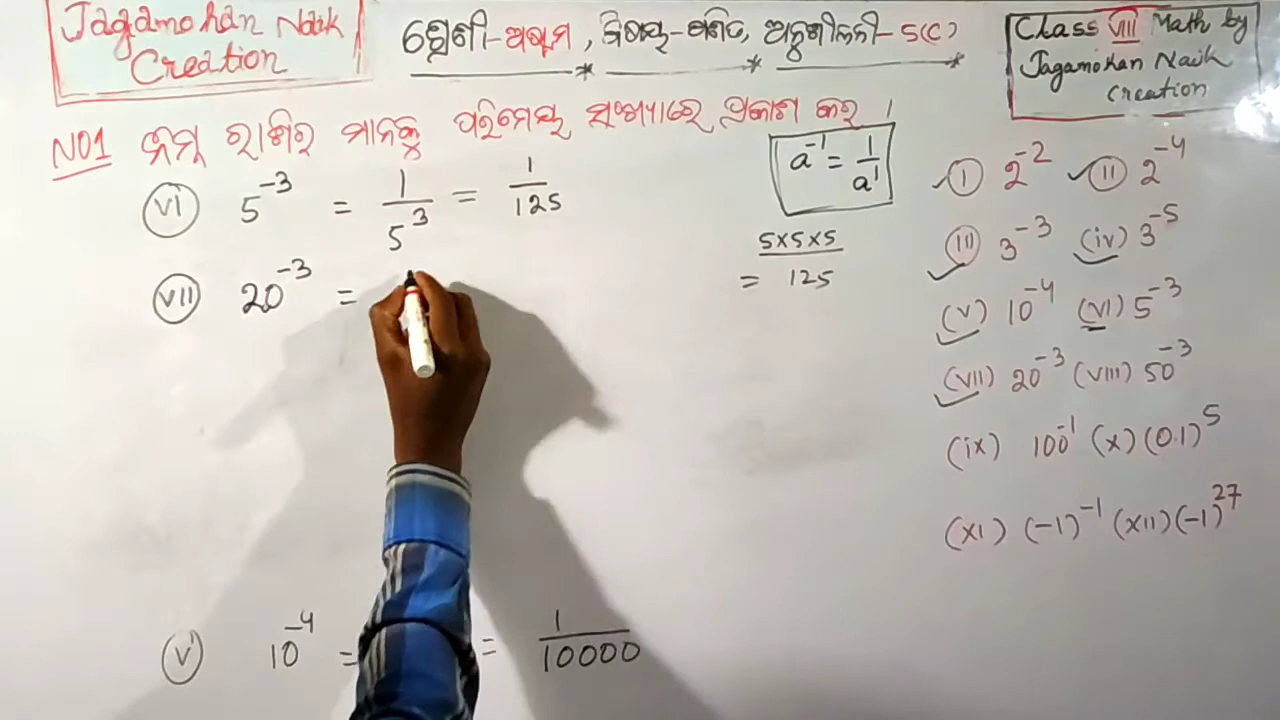 Jagamohan Naik
Creation
ଶ୍ରେଣୀ-ଅଷ୍ଟମ, ବିଷୟ-ଗଣିତ, ଅନୁଶୀଳନୀ-5(C)
Class VIII Math by
Jagamohan Naik
Creation
NO1 ନିମ୍ନ ରାଶିର ମାନକୁ ପରିମେୟ ସଂଖ୍ୟାରେ ପ୍ରକାଶ କର ।
a⁻¹ = 1/a¹
(vi) 5⁻³ = 1/5³ = 1/125
5×5×5
= 125
(vii) 20⁻³ =
(v) 10⁻⁴ = = 1/10000
(i) 2⁻² (ii) 2⁻⁴
(iii) 3⁻³ (iv) 3⁻⁵
(v) 10⁻⁴ (vi) 5⁻³
(vii) 20⁻³ (viii) 50⁻³
(ix) 100⁻¹ (x) (0.1)⁵
(xi) (-1)⁻¹ (xii) (-1)²⁷